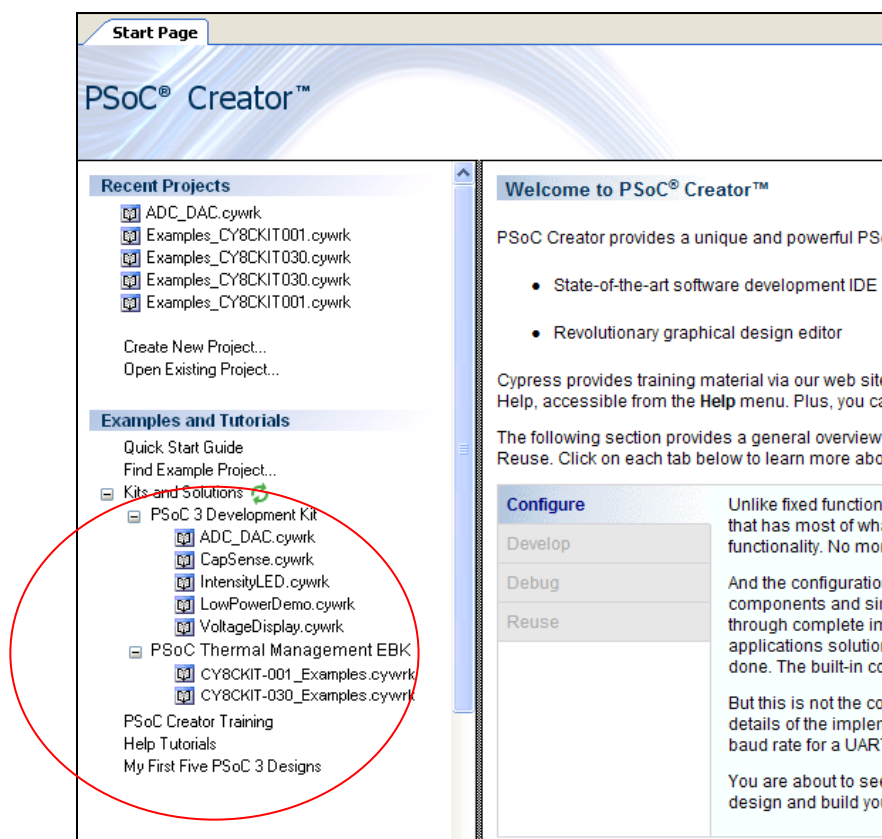 Start Page
PSoC® Creator™
Recent Projects
ADC_DAC.cywrk
Examples_CY8CKIT001.cywrk
Examples_CY8CKIT030.cywrk
Examples_CY8CKIT030.cywrk
Examples_CY8CKIT001.cywrk
Create New Project...
Open Existing Project...
Examples and Tutorials
Quick Start Guide
Find Example Project...
Kits and Solutions
PSoC 3 Development Kit
ADC_DAC.cywrk
CapSense.cywrk
IntensityLED.cywrk
LowPowerDemo.cywrk
VoltageDisplay.cywrk
PSoC Thermal Management EBK
CY8CKIT-001_Examples.cywrk
CY8CKIT-030_Examples.cywrk
PSoC Creator Training
Help Tutorials
My First Five PSoC 3 Designs
Welcome to PSoC® Creator™
PSoC Creator provides a unique and powerful PS
• State-of-the-art software development IDE
• Revolutionary graphical design editor
Cypress provides training material via our web site
Help, accessible from the Help menu. Plus, you ca
The following section provides a general overview
Reuse. Click on each tab below to learn more abo
Configure
Develop
Debug
Reuse
Unlike fixed function
that has most of wha
functionality. No mor
And the configuratio
components and sin
through complete im
applications solution
done. The built-in co
But this is not the co
details of the implem
baud rate for a UAR
You are about to see
design and build you